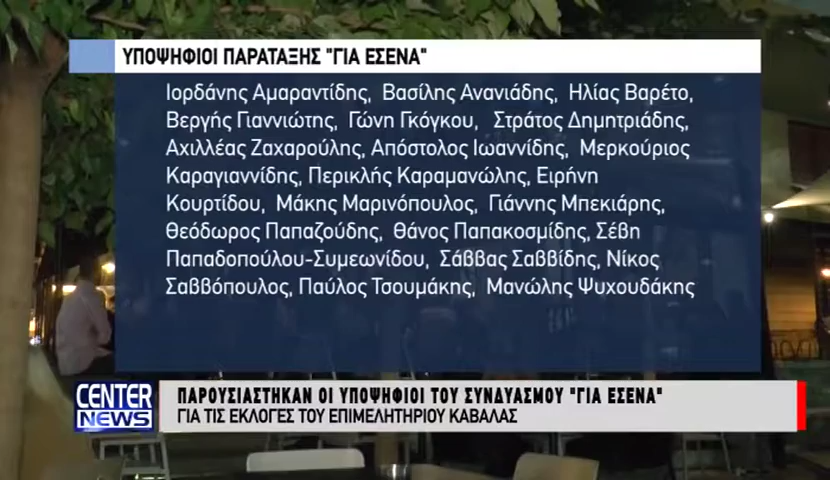 ΥΠΟΨΗΦΙΟΙ ΠΑΡΑΤΑΞΗΣ "ΓΙΑ ΕΣΕΝΑ"
Ιορδάνης Αμαραντίδης, Βασίλης Ανανιάδης, Ηλίας Βαρέτο,
Βεργής Γιαννιώτης, Γώνη Γκόγκου, Στράτος Δημητριάδης,
Αχιλλέας Ζαχαρούλης, Απόστολος Ιωαννίδης, Μερκούριος
Καραγιαννίδης, Περικλής Καραμανώλης, Ειρήνη
Κουρτίδου, Μάκης Μαρινόπουλος, Γιάννης Μπεκιάρης,
Θεόδωρος Παπαζούδης, Θάνος Παπακοσμίδης, Σέβη
Παπαδοπούλου-Συμεωνίδου, Σάββας Σαββίδης, Νίκος
Σαββόπουλος, Παύλος Τσουμάκης, Μανώλης Ψυχουδάκης
CENTER
NEWS
ΠΑΡΟΥΣΙΑΣΤΗΚΑΝ ΟΙ ΥΠΟΨΗΦΙΟΙ ΤΟΥ ΣΥΝΔΥΑΣΜΟΥ "ΓΙΑ ΕΣΕΝΑ"
ΓΙΑ ΤΙΣ ΕΚΛΟΓΕΣ ΤΟΥ ΕΠΙΜΕΛΗΤΗΡΙΟΥ ΚΑΒΑΛΑΣ